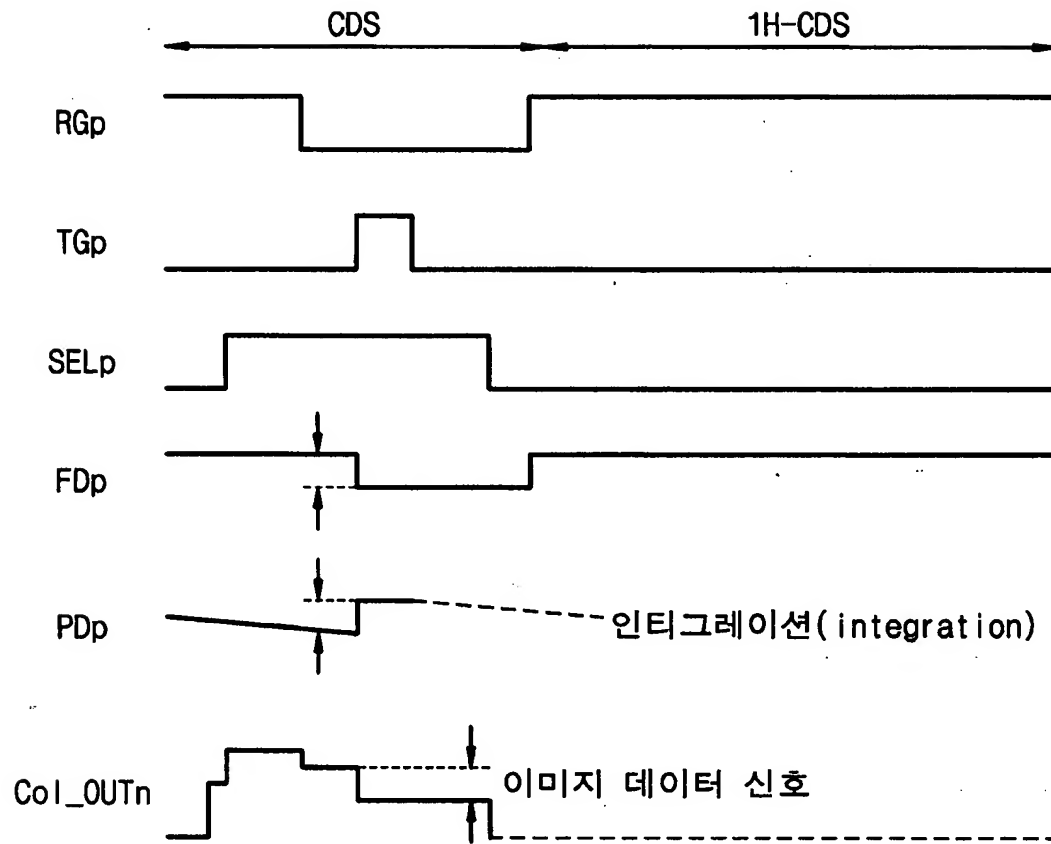 CDS 1H-CDS
RGp
TGp
SELp
FDp
PDp 인티그레이션(integration)
Col_OUTn 이미지 데이터 신호